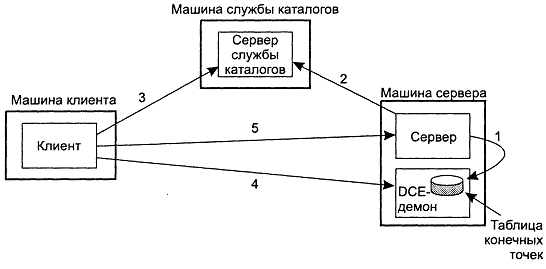 Машина службы каталогов
Сервер
службы
каталогов
Машина клиента
3
2
Машина сервера
Клиент
5
Сервер
1
4
DCE-
демон
Таблица
конечных
точек